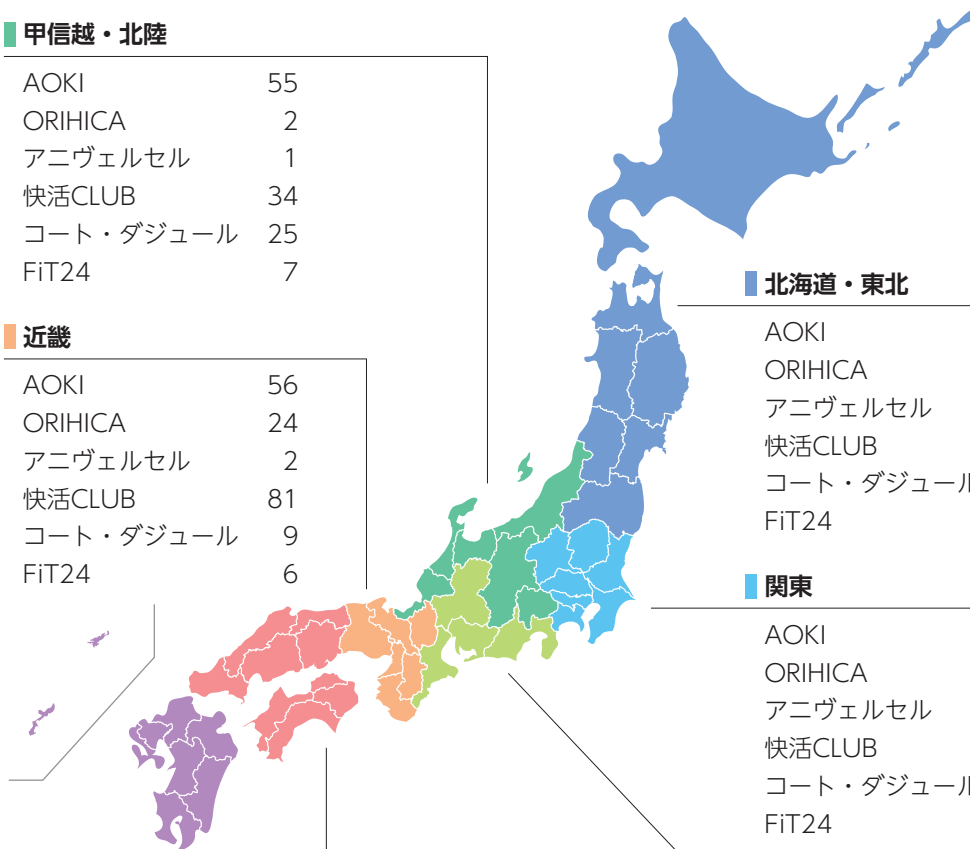 甲信越・北陸
AOKI 55
ORIHICA 2
アニヴェルセル 1
快活CLUB 34
コート・ダジュール 25
FiT24 7
近畿
AOKI 56
ORIHICA 24
アニヴェルセル 2
快活CLUB 81
コート・ダジュール 9
FiT24 6
北海道・東北
AOKI
ORIHICA
アニヴェルセル
快活CLUB
コート・ダジュール
FiT24
関東
AOKI
ORIHICA
アニヴェルセル
快活CLUB
コート・ダジュール
FiT24